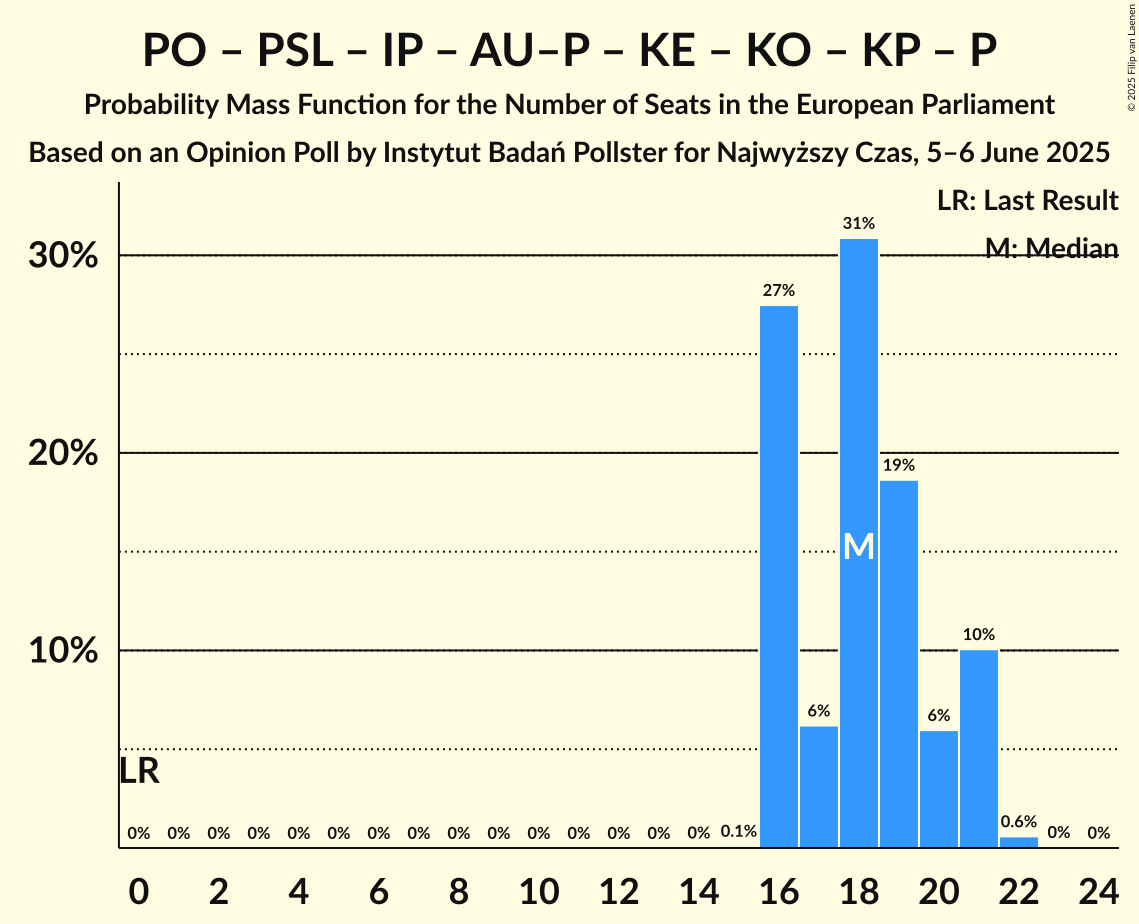 PO – PSL – IP – AU–P – KE – KO – KP – P
Probability Mass Function for the Number of Seats in the European Parliament
Based on an Opinion Poll by Instytut Badań Pollster for Najwyższy Czas, 5–6 June 2025
© 2025 Filip van Laenen
LR: Last Result
M: Median
31%
30%
27%
20%
19%
M
10%
10%
6%
6%
LR
0% 0% 0% 0% 0% 0% 0% 0% 0% 0% 0% 0% 0% 0% 0% 0.1% 0.6% 0% 0%
0 2 4 6 8 10 12 14 16 18 20 22 24